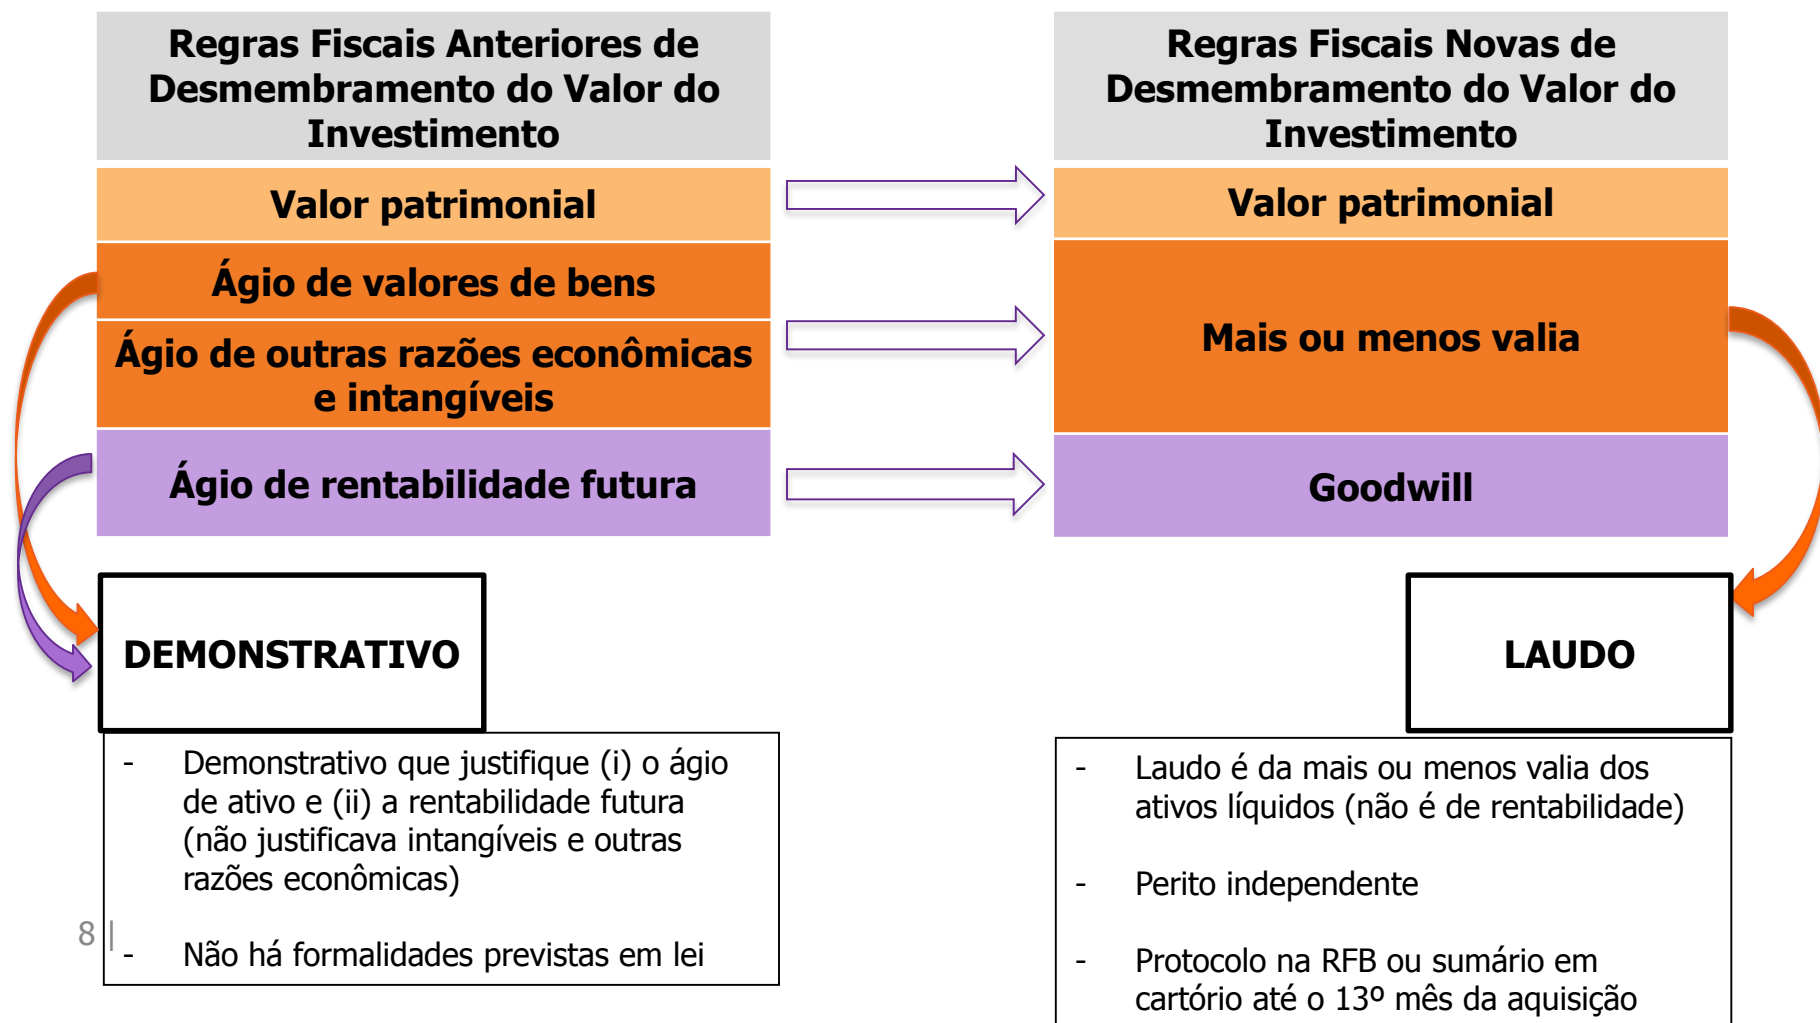 Regras Fiscais Anteriores de
Desmembramento do Valor do
Investimento
Valor patrimonial
Ágio de valores de bens
Ágio de outras razões econômicas
e intangíveis
Ágio de rentabilidade futura
DEMONSTRATIVO
- Demonstrativo que justifique (i) o ágio
de ativo e (ii) a rentabilidade futura
(não justificava intangíveis e outras
razões econômicas)
- Não há formalidades previstas em lei
Regras Fiscais Novas de
Desmembramento do Valor do
Investimento
Valor patrimonial
Mais ou menos valia
Goodwill
LAUDO
- Laudo é da mais ou menos valia dos
ativos líquidos (não é de rentabilidade)
- Perito independente
- Protocolo na RFB ou sumário em
cartório até o 13º mês da aquisição
8 |